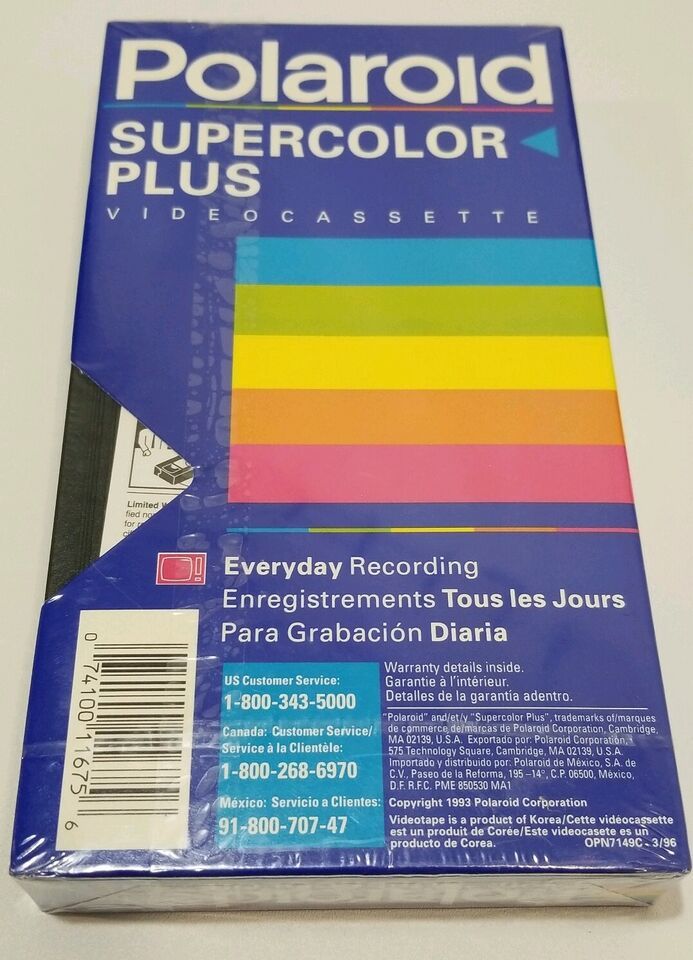 Polaroid
SUPERCOLOR
PLUS
VIDEOCASSETTE
Limited
fied
for
Everyday Recording
Enregistrements Tous les Jours
Para Grabación Diaria
0 74100 11675 6
US Customer Service:
1-800-343-5000
Canada: Customer Service/
Service à la Clientèle:
1-800-268-6970
México: Servicio a Clientes:
91-800-707-47
Warranty details inside.
Garantie à l'intérieur.
Detalles de la garantía adentro.
"Polaroid" and/et/y "Supercolor Plus", trademarks of/marques
de commerce de/marcas de Polaroid Corporation, Cambridge,
MA 02139, U.S.A. Exportado por: Polaroid Corporation,
575 Technology Square, Cambridge, MA 02139, U.S.A.
Importado y distribuido por: Polaroid de México, S.A. de
C.V., Paseo de la Reforma, 195 –14°, C.P. 06500, México,
D.F. R.F.C. PME 850530 MA1
Copyright 1993 Polaroid Corporation
Videotape is a product of Korea/Cette vidéocassette
est un produit de Corée/Este videocasete es un
producto de Corea.
OPN7149C - 3/96